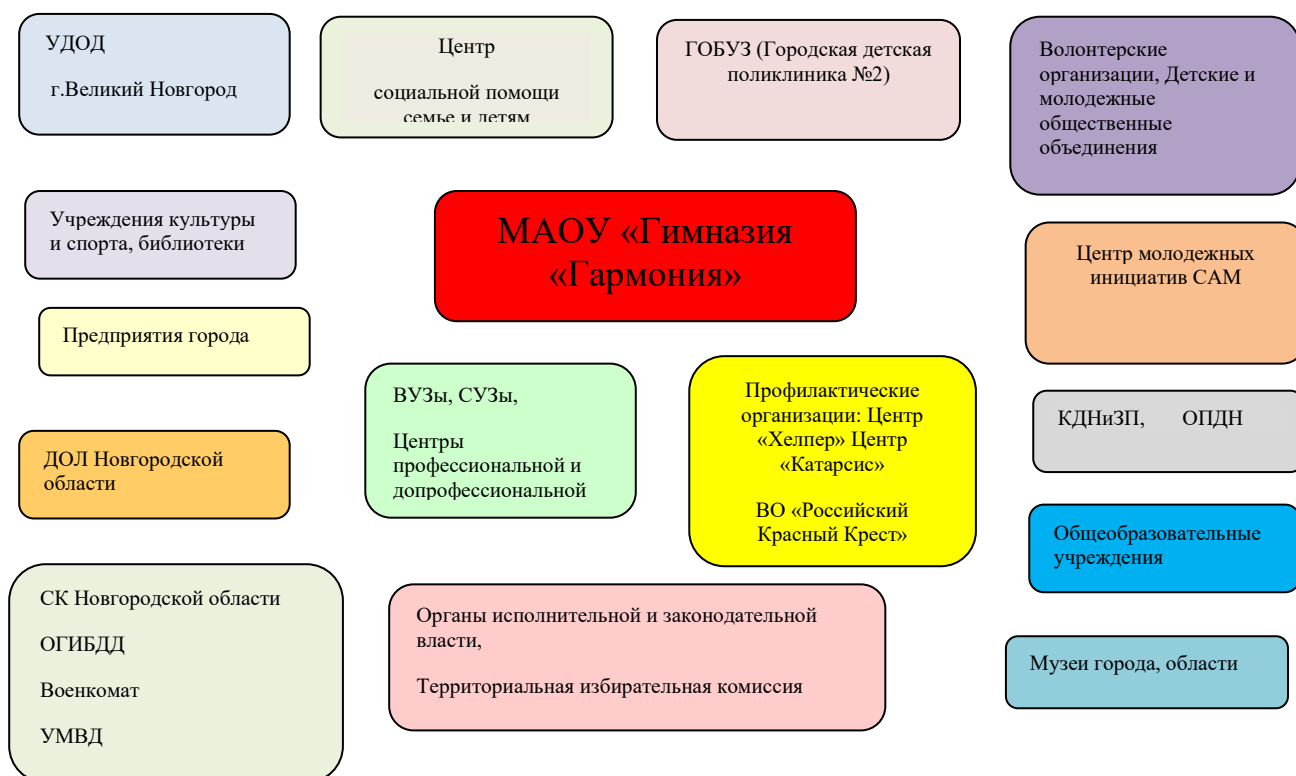 УДОД
г.Великий Новгород
Центр
социальной помощи
семье и детям
ГОБУЗ (Городская детская
поликлиника №2)
Волонтерские
организации, Детские и
молодежные
общественные
объединения
Учреждения культуры
и спорта, библиотеки
МАОУ «Гимназия
«Гармония»
Центр молодежных
инициатив САМ
Предприятия города
ВУЗы, СУЗы,
Центры
профессиональной и
допрофессиональной
Профилактические
организации: Центр
«Хелпер» Центр
«Катарсис»
ВО «Российский
Красный Крест»
КДНиЗП, ОПДН
ДОЛ Новгородской
области
Общеобразовательные
учреждения
СК Новгородской области
ОГИБДД
Военкомат
УМВД
Органы исполнительной и законодательной
власти,
Территориальная избирательная комиссия
Музеи города, области